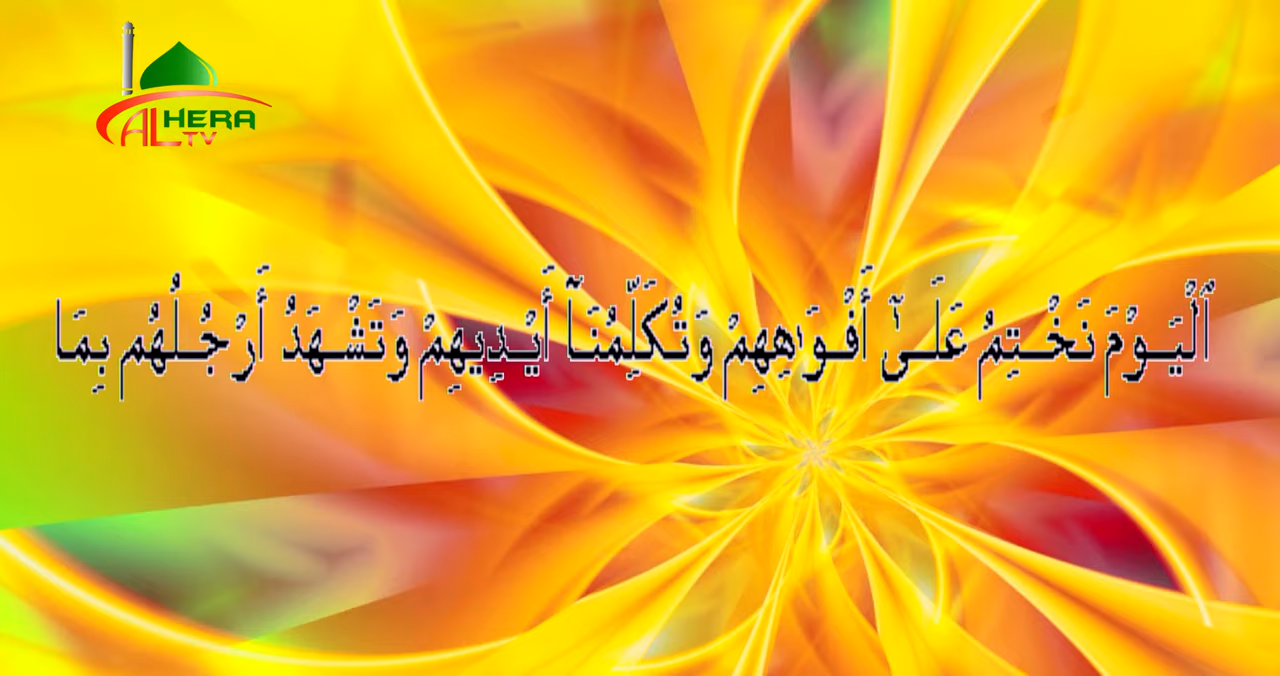 AL HERA TV
ٱلْيَوْمَ نَخْتِمُ عَلَىٰٓ أَفْوَٰهِهِمْ وَتُكَلِّمُنَآ أَيْدِيهِمْ وَتَشْهَدُ أَرْجُلُهُم بِمَا